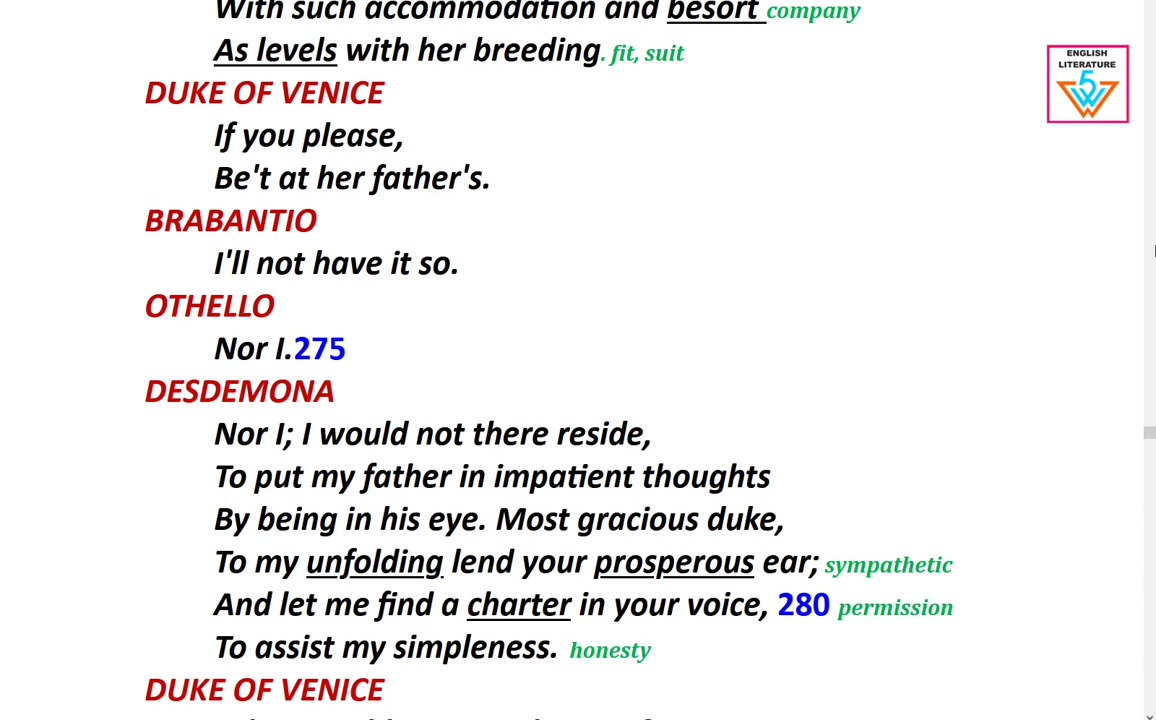 With such accommodation and besort company
As levels with her breeding. fit, suit
ENGLISH
LITERATURE
5
W
DUKE OF VENICE
If you please,
Be't at her father's.
BRABANTIO
I'll not have it so.
OTHELLO
Nor I.275
DESDEMONA
Nor I; I would not there reside,
To put my father in impatient thoughts
By being in his eye. Most gracious duke,
To my unfolding lend your prosperous ear; sympathetic
And let me find a charter in your voice, 280 permission
To assist my simpleness. honesty
DUKE OF VENICE